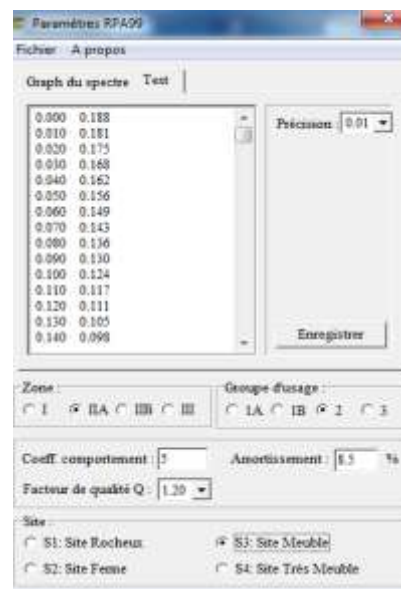 Paramètres RPA99
Fichier A propos
Graph du spectre Text
0.000 0.188
0.010 0.181
0.020 0.175
0.030 0.168
0.040 0.162
0.050 0.156
0.060 0.149
0.070 0.143
0.080 0.136
0.090 0.130
0.100 0.124
0.110 0.117
0.120 0.111
0.130 0.105
0.140 0.098
Précision : 0.01
Enregistrer
Zone :
I IIA IIB III
Groupe d'usage :
1A 1B 2 3
Coeff. comportement : 5
Amortissement : 8.5 %
Facteur de qualité Q : 1.20
Site
S1: Site Rocheux
S3: Site Meuble
S2: Site Ferme
S4: Site Trés Meuble